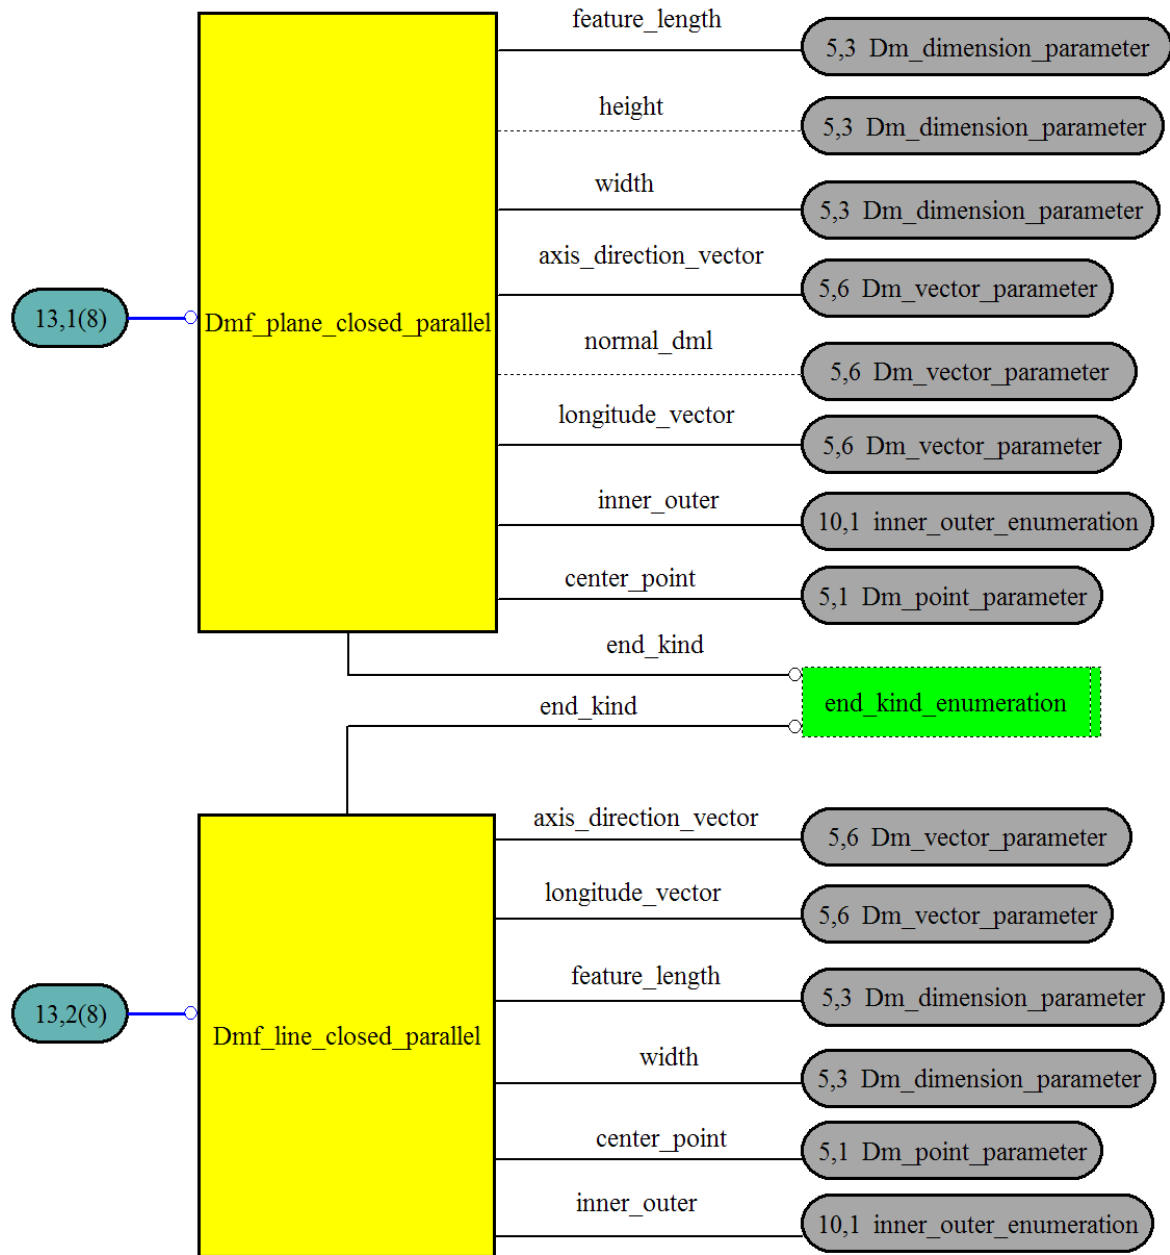 feature_length
5,3 Dm_dimension_parameter
height
5,3 Dm_dimension_parameter
width
5,3 Dm_dimension_parameter
axis_direction_vector
5,6 Dm_vector_parameter
13,1(8)
Dmf_plane_closed_parallel
normal_dml
5,6 Dm_vector_parameter
longitude_vector
5,6 Dm_vector_parameter
inner_outer
10,1 inner_outer_enumeration
center_point
5,1 Dm_point_parameter
end_kind
end_kind_enumeration
end_kind
axis_direction_vector
5,6 Dm_vector_parameter
longitude_vector
5,6 Dm_vector_parameter
feature_length
5,3 Dm_dimension_parameter
13,2(8)
Dmf_line_closed_parallel
width
5,3 Dm_dimension_parameter
center_point
5,1 Dm_point_parameter
inner_outer
10,1 inner_outer_enumeration